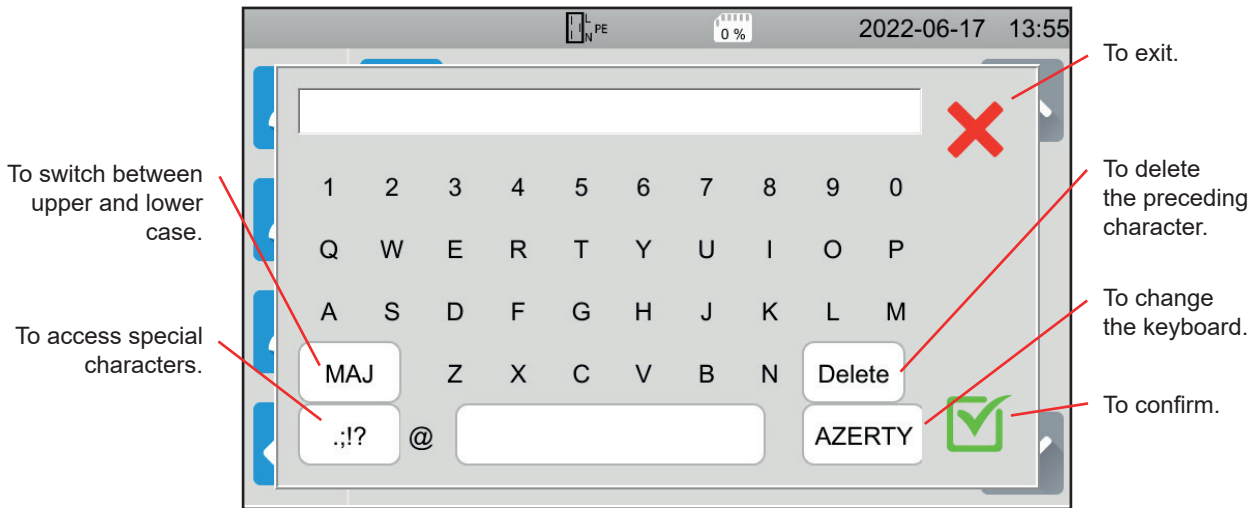 L
N PE
0 %
2022-06-17 13:55
To exit.
To switch between
upper and lower
case.
To delete
the preceding
character.
1 2 3 4 5 6 7 8 9 0
Q W E R T Y U I O P
A S D F G H J K L M
To access special
characters.
To change
the keyboard.
MAJ Z X C V B N Delete
.;!? @ AZERTY
To confirm.